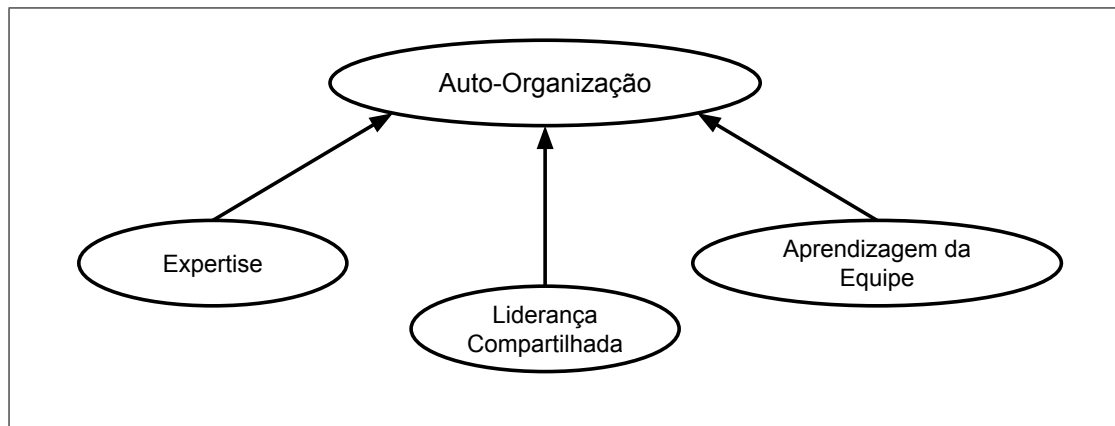 Auto-Organização
Expertise
Liderança
Compartilhada
Aprendizagem da
Equipe